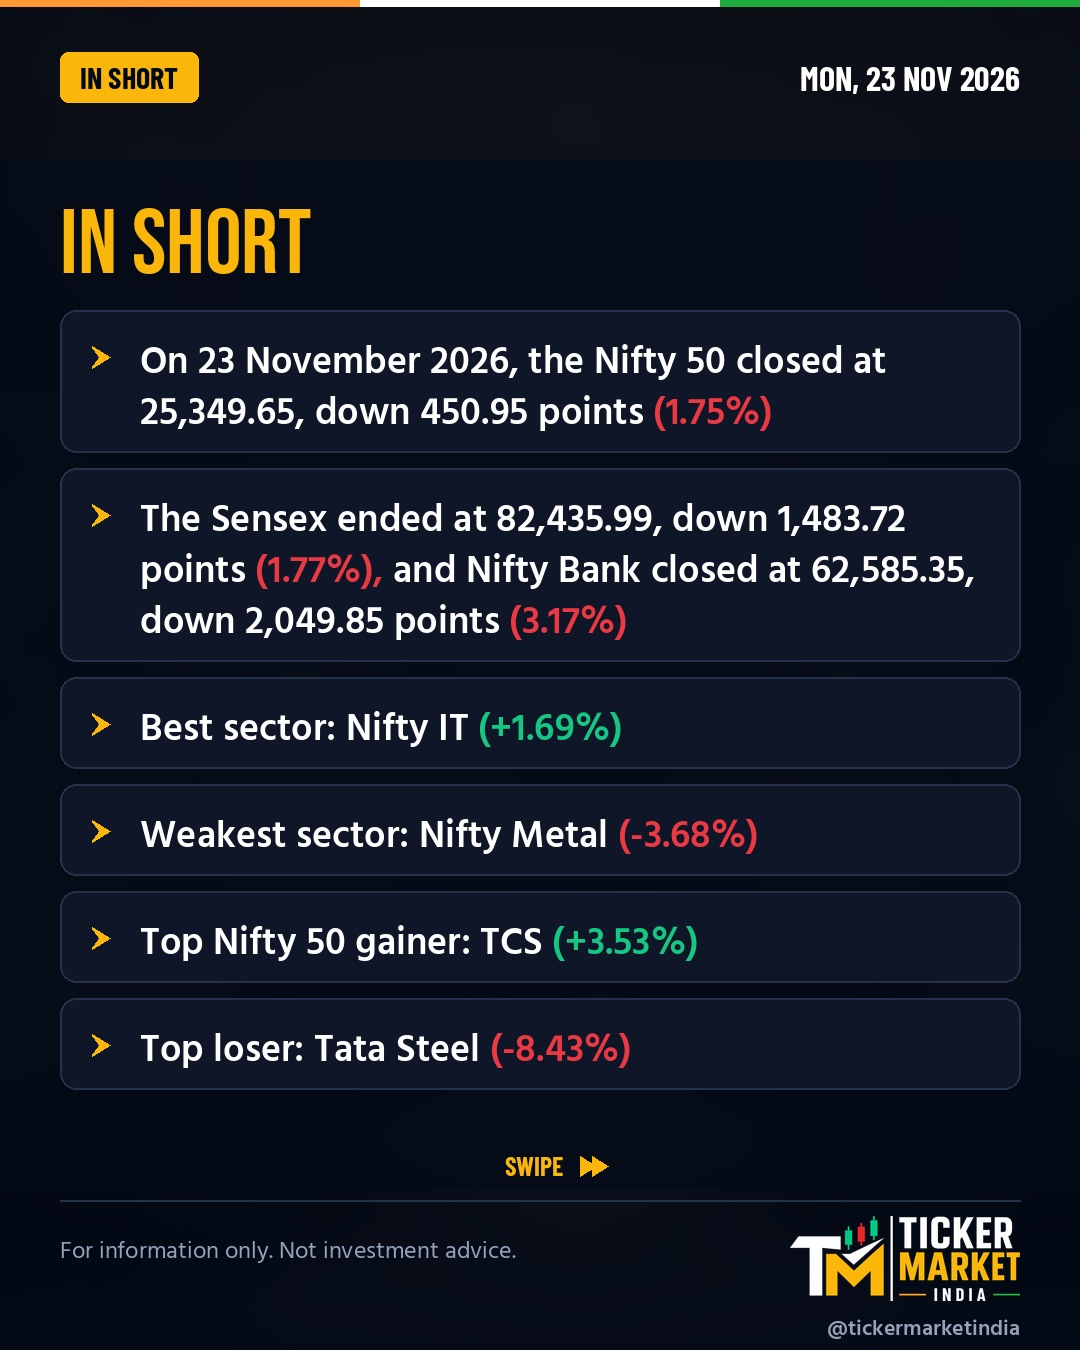 IN SHORT
MON, 23 NOV 2026
IN SHORT
On 23 November 2026, the Nifty 50 closed at
25,349.65, down 450.95 points (1.75%)
The Sensex ended at 82,435.99, down 1,483.72
points (1.77%), and Nifty Bank closed at 62,585.35,
down 2,049.85 points (3.17%)
Best sector: Nifty IT (+1.69%)
Weakest sector: Nifty Metal (-3.68%)
Top Nifty 50 gainer: TCS (+3.53%)
Top loser: Tata Steel (-8.43%)
SWIPE
For information only. Not investment advice.
TM
TICKER
MARKET
INDIA
@tickermarketindia